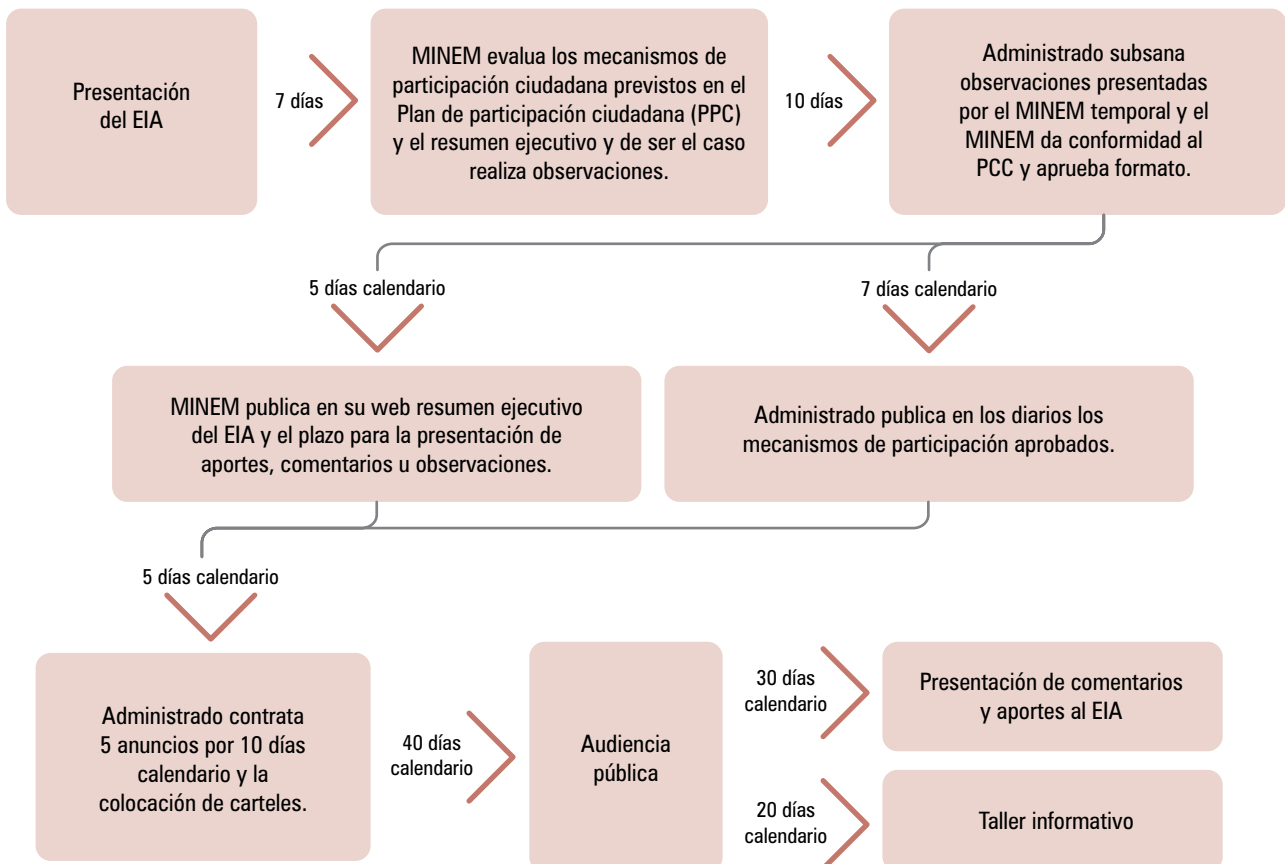 Presentación
del EIA
7 días
MINEM evalua los mecanismos de
participación ciudadana previstos en el
Plan de participación ciudadana (PPC)
y el resumen ejecutivo y de ser el caso
realiza observaciones.
10 días
Administrado subsana
observaciones presentadas
por el MINEM temporal y el
MINEM da conformidad al
PCC y aprueba formato.
5 días calendario
7 días calendario
MINEM publica en su web resumen ejecutivo
del EIA y el plazo para la presentación de
aportes, comentarios u observaciones.
Administrado publica en los diarios los
mecanismos de participación aprobados.
5 días calendario
Administrado contrata
5 anuncios por 10 días
calendario y la
colocación de carteles.
40 días
calendario
Audiencia
pública
30 días
calendario
Presentación de comentarios
y aportes al EIA
20 días
calendario
Taller informativo